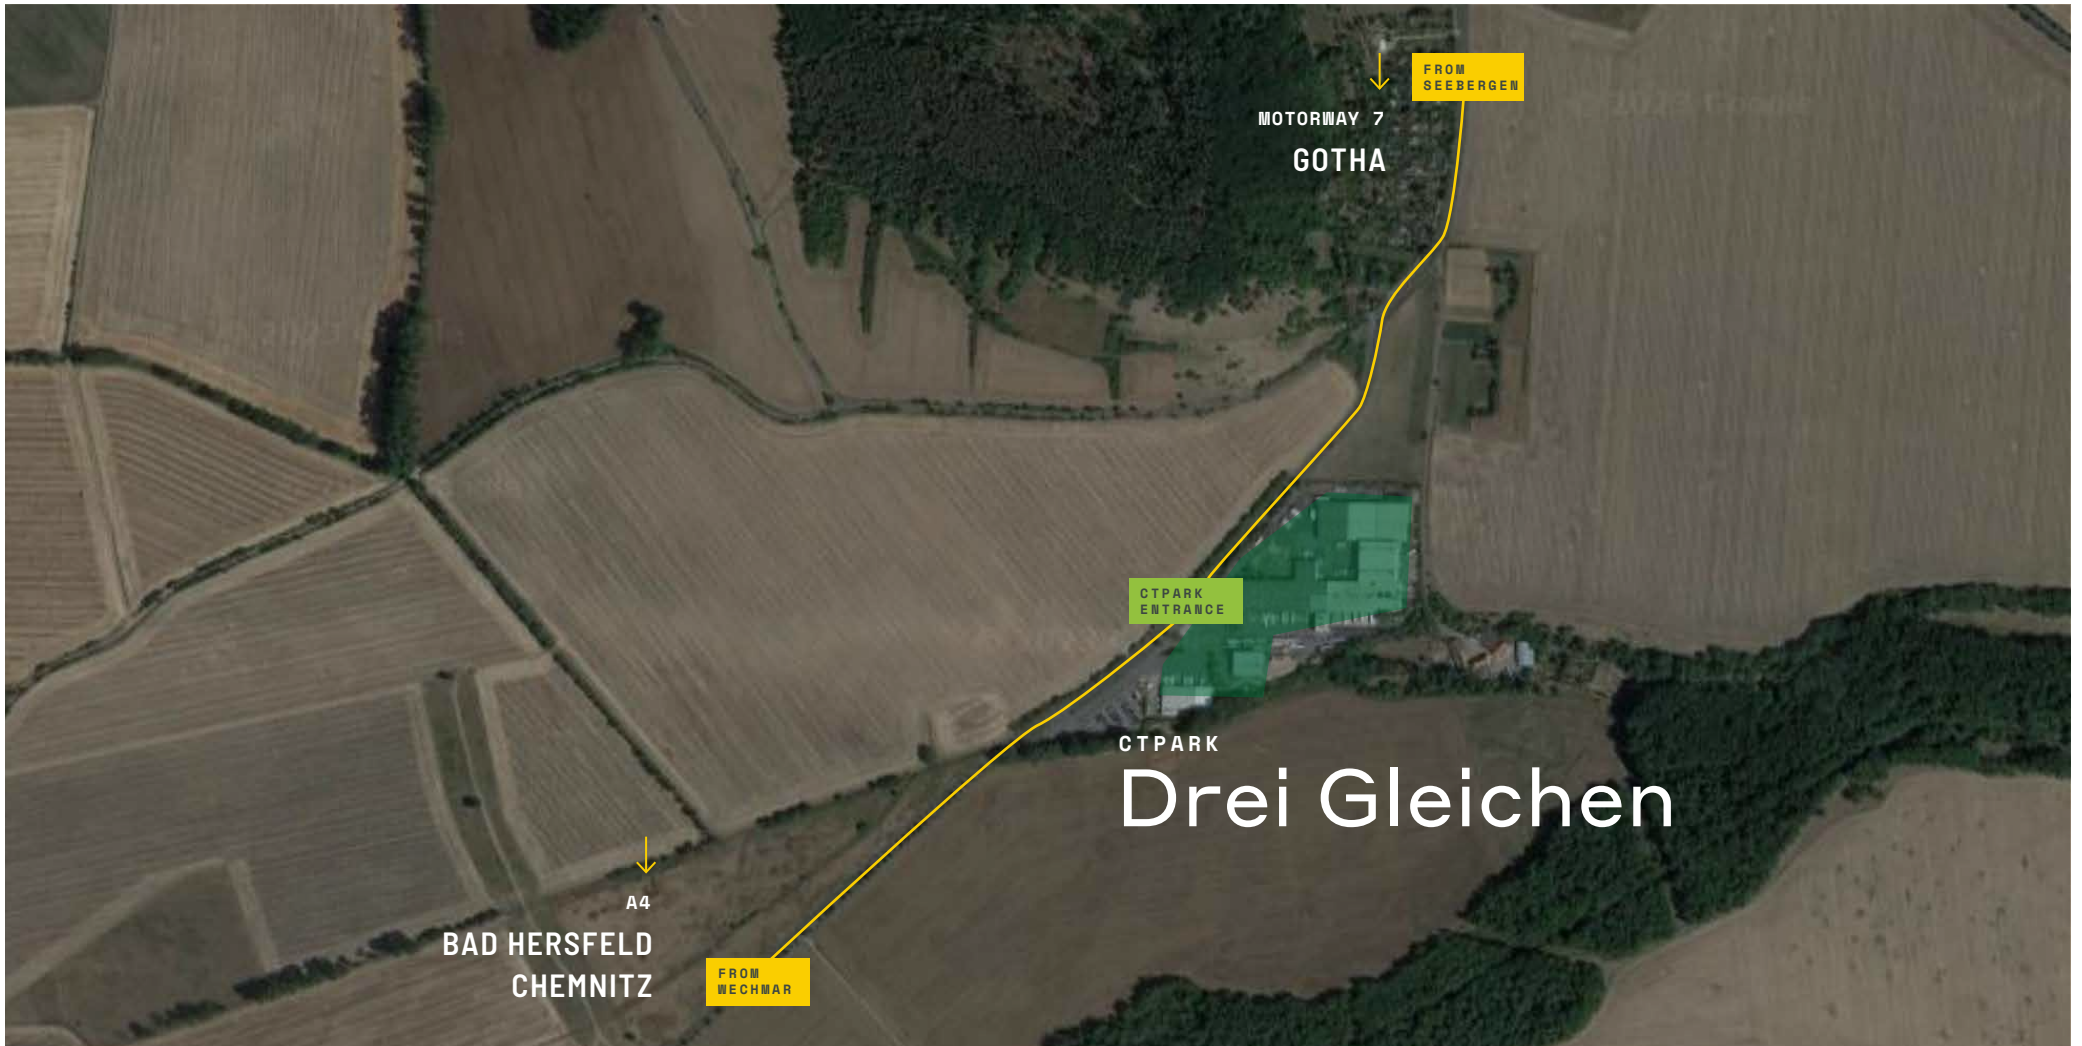 FROM
SEEBERGEN
MOTORWAY 7
GOTHA
CTPARK
ENTRANCE
CTPARK
Drei Gleichen
A4
BAD HERSFELD
CHEMNITZ
FROM
WECHMAR